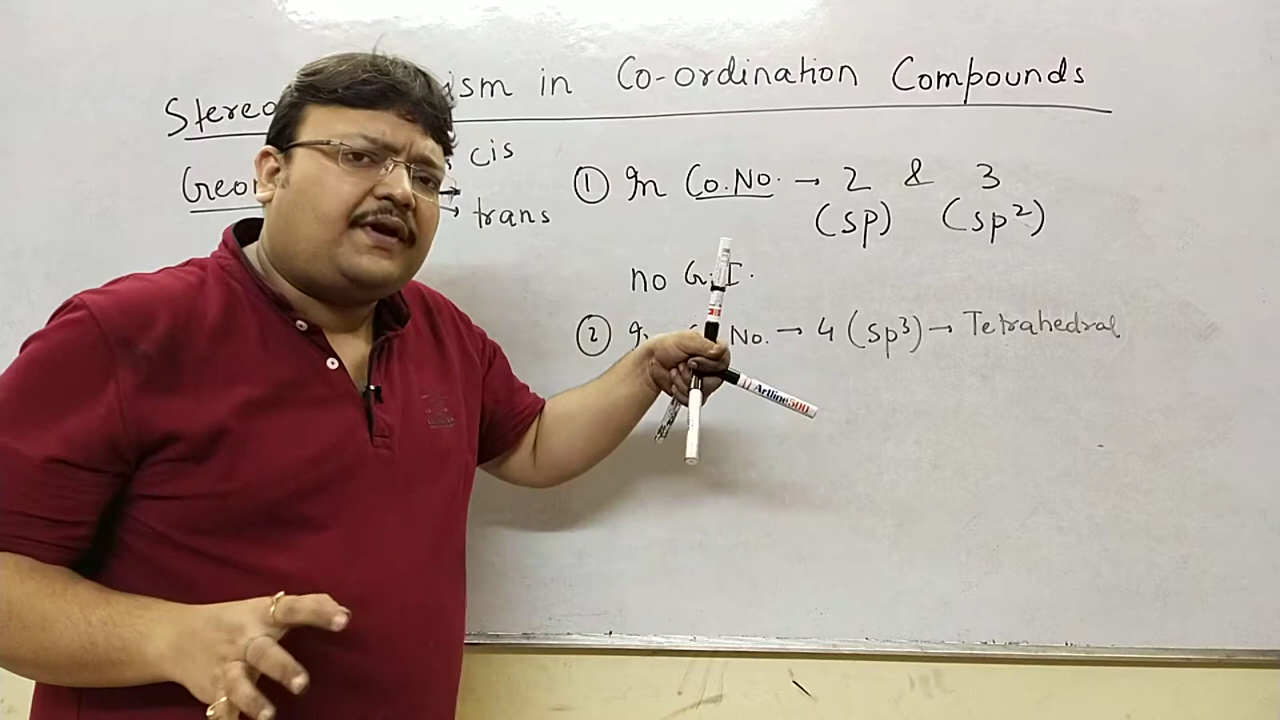 Stereo ism in Co-ordination Compounds
Geo cis
trans
① In Co.No. → 2 & 3
(sp) (sp²)
no G.I.
② No. → 4 (sp³) → Tetrahedral
Artline500